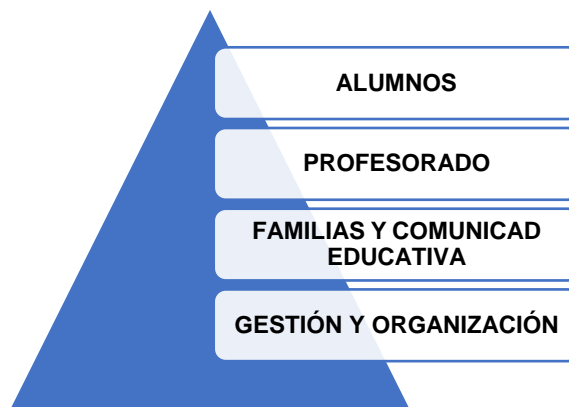 ALUMNOS
PROFESORADO
FAMILIAS Y COMUNICAD
EDUCATIVA
GESTIÓN Y ORGANIZACIÓN